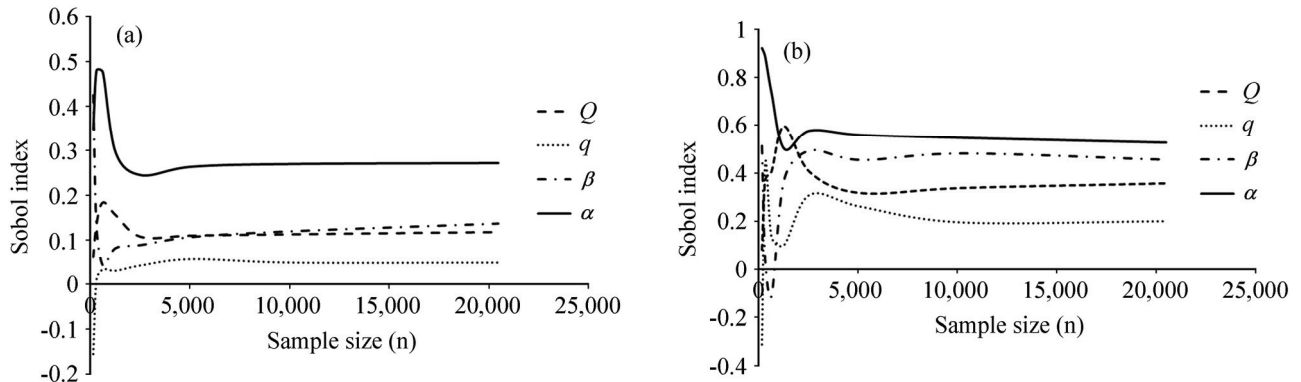 (a)
0.6
0.5
0.4
0.3
0.2
0.1
0
-0.1
-0.2
Sobol index
0 5,000 10,000 15,000 20,000 25,000
Sample size (n)
Q
q
β
α
(b)
1
0.8
0.6
0.4
0.2
0
-0.2
-0.4
Sobol index
0 5,000 10,000 15,000 20,000 25,000
Sample size (n)
Q
q
β
α